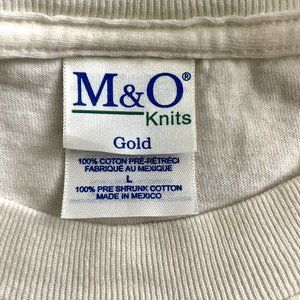 M&O®
Knits
Gold
100% COTON PRÉ-RÉTRÉCI
FABRIQUÉ AU MEXIQUE
L
100% PRE SHRUNK COTTON
MADE IN MEXICO